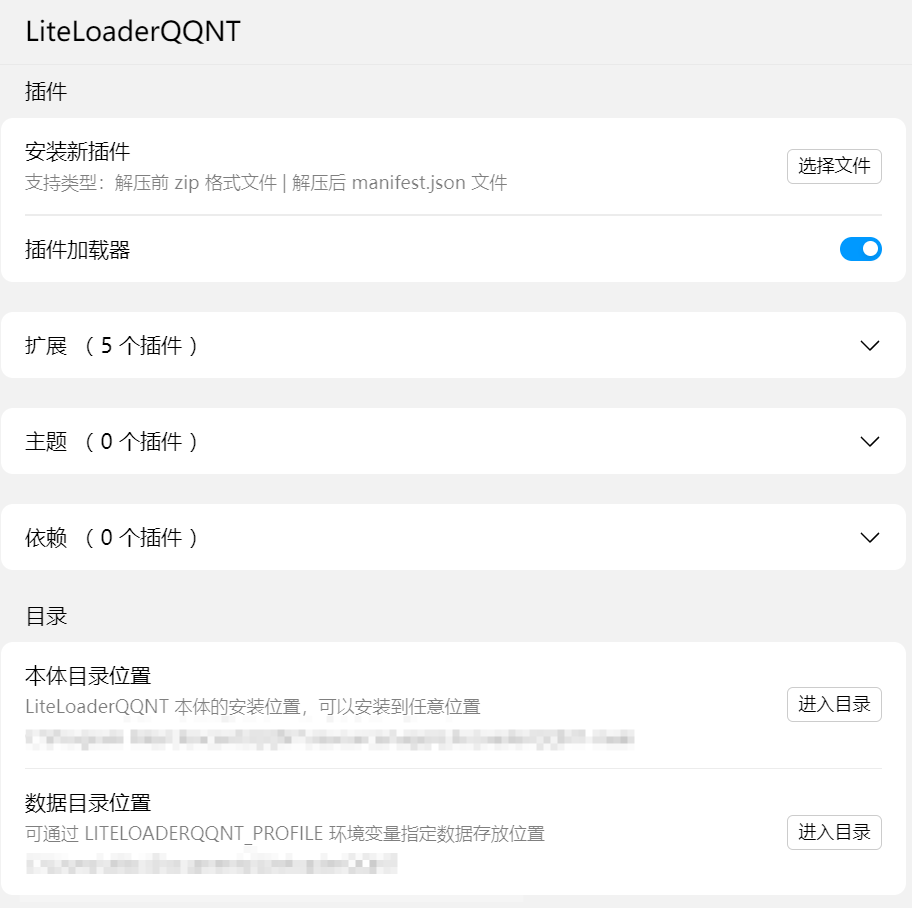 LiteLoaderQQNT
插件
安装新插件
支持类型：解压前 zip 格式文件 | 解压后 manifest.json 文件
选择文件
插件加载器
扩展 （ 5 个插件 ）
主题 （ 0 个插件 ）
依赖 （ 0 个插件 ）
目录
本体目录位置
LiteLoaderQQNT 本体的安装位置，可以安装到任意位置
进入目录
数据目录位置
可通过 LITELOADERQQNT_PROFILE 环境变量指定数据存放位置
进入目录